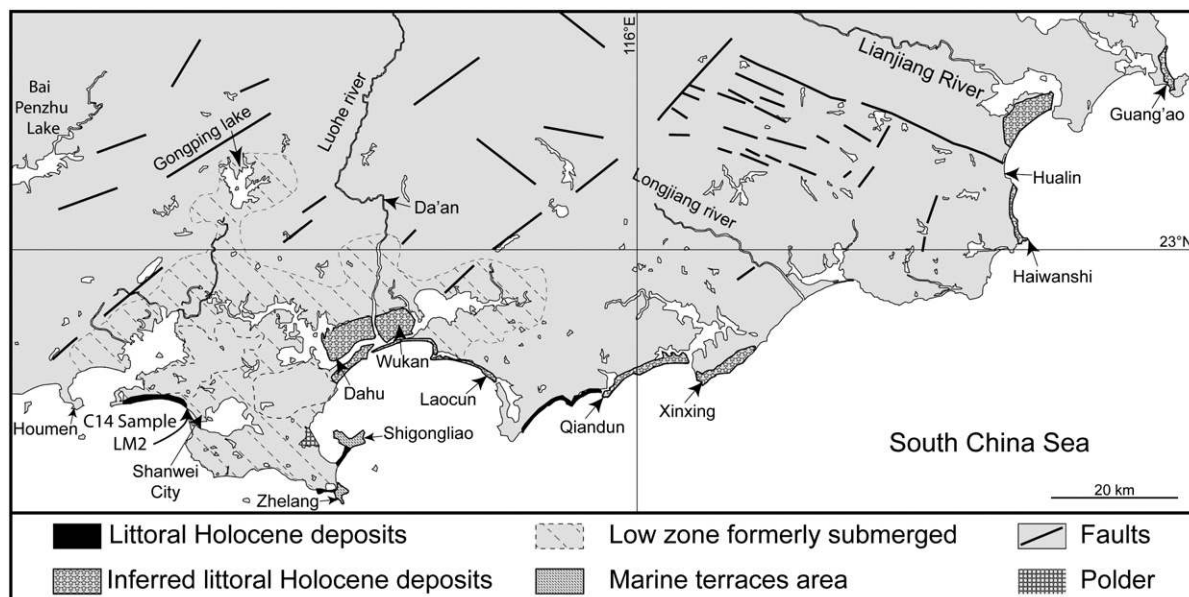 116°E
Lianjiang River
Guang'ao
Bai
Penzhu
Lake
Gongping lake
Luohe river
Da'an
Longjiang river
Hualin
23°N
Haiwanshi
Wukan
Dahu
Laocun
Qiandun
Xinxing
Houmen
C14 Sample
LM2
Shanwei
City
Shigongliao
Zhelang
South China Sea
20 km
Littoral Holocene deposits
Low zone formerly submerged
Faults
Inferred littoral Holocene deposits
Marine terraces area
Polder